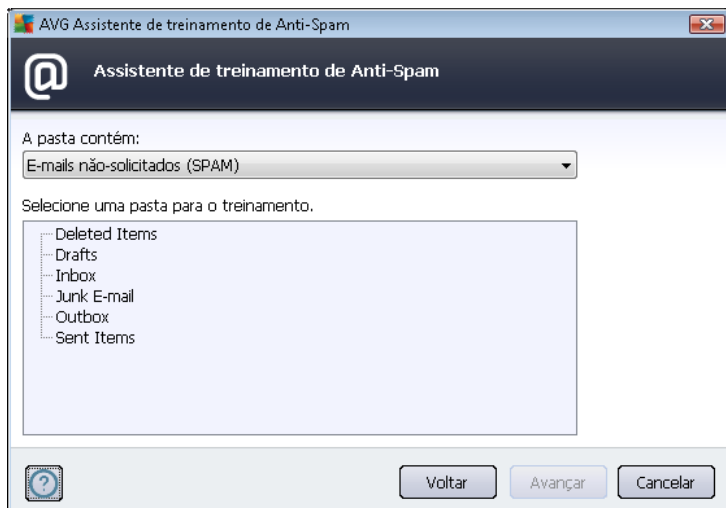 AVG Assistente de treinamento de Anti-Spam
@ Assistente de treinamento de Anti-Spam
A pasta contém:
E-mails não-solicitados (SPAM)
Selecione uma pasta para o treinamento.
Deleted Items
Drafts
Inbox
Junk E-mail
Outbox
Sent Items
? Voltar Avançar Cancelar